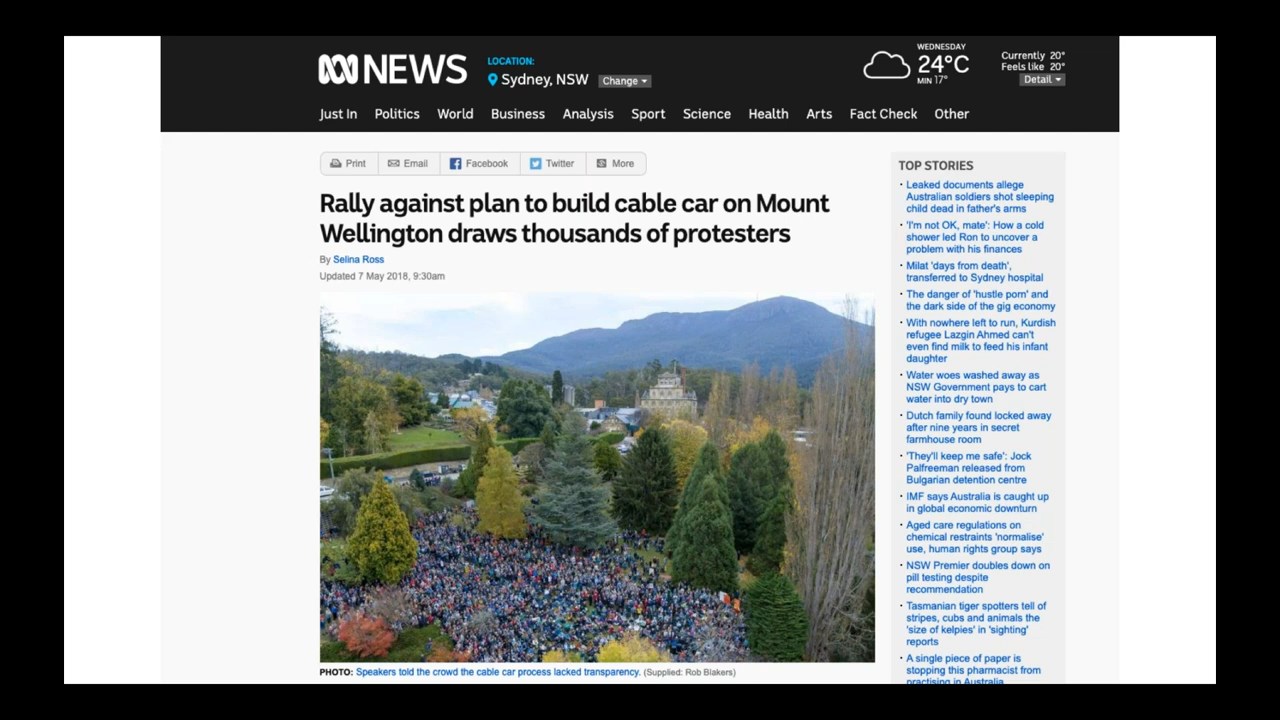 NEWS
LOCATION:
Sydney, NSW
Change
WEDNESDAY
24°C
MIN 17°
Currently 20°
Feels like 20°
Detail
Just In Politics World Business Analysis Sport Science Health Arts Fact Check Other
Print Email Facebook Twitter More
Rally against plan to build cable car on Mount
Wellington draws thousands of protesters
By Selina Ross
Updated 7 May 2018, 9:30am
PHOTO: Speakers told the crowd the cable car process lacked transparency. (Supplied: Rob Blakers)
TOP STORIES
Leaked documents allege
Australian soldiers shot sleeping
child dead in father's arms
'I'm not OK, mate': How a cold
shower led Ron to uncover a
problem with his finances
Milat 'days from death',
transferred to Sydney hospital
The danger of 'hustle porn' and
the dark side of the gig economy
With nowhere left to run, Kurdish
refugee Lazgin Ahmed can't
even find milk to feed his infant
daughter
Water woes washed away as
NSW Government pays to cart
water into dry town
Dutch family found locked away
after nine years in secret
farmhouse room
'They'll keep me safe': Jock
Palfreeman released from
Bulgarian detention centre
IMF says Australia is caught up
in global economic downturn
Aged care regulations on
chemical restraints 'normalise'
use, human rights group says
NSW Premier doubles down on
pill testing despite
recommendation
Tasmanian tiger spotters tell of
stripes, cubs and animals the
'size of kelpies' in 'sighting'
reports
A single piece of paper is
stopping this pharmacist from
practising in Australia